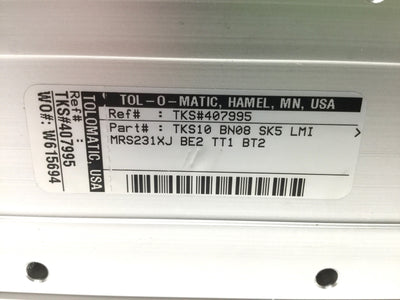 TOL-O-MATIC, HAMEL, MN, USA
Ref# : TKS#407995
Part# : TKS10 BN08 SK5 LMI
MRS231XJ BE2 TT1 BT2
TOLOMATIC, USA
Ref#
TKS#407995
WO#: W615694